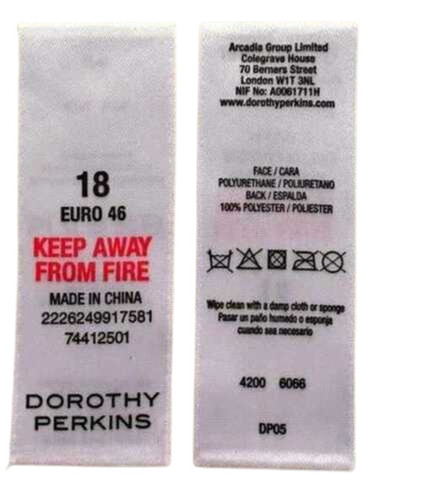 18
EURO 46
KEEP AWAY
FROM FIRE
MADE IN CHINA
2226249917581
74412501
DOROTHY
PERKINS
Arcadia Group Limited
Colegrave House
70 Berners Street
London W1T 3NL
NIF No: A0061711H
www.dorothyperkins.com
FACE / CARA
POLYURETHANE / POLIURETANO
BACK / ESPALDA
100% POLYESTER / POLIESTER
Wipe clean with a damp cloth or sponge
Pasar un paño humedo o esponja
cuando sea necesario
4200 6066
DP05